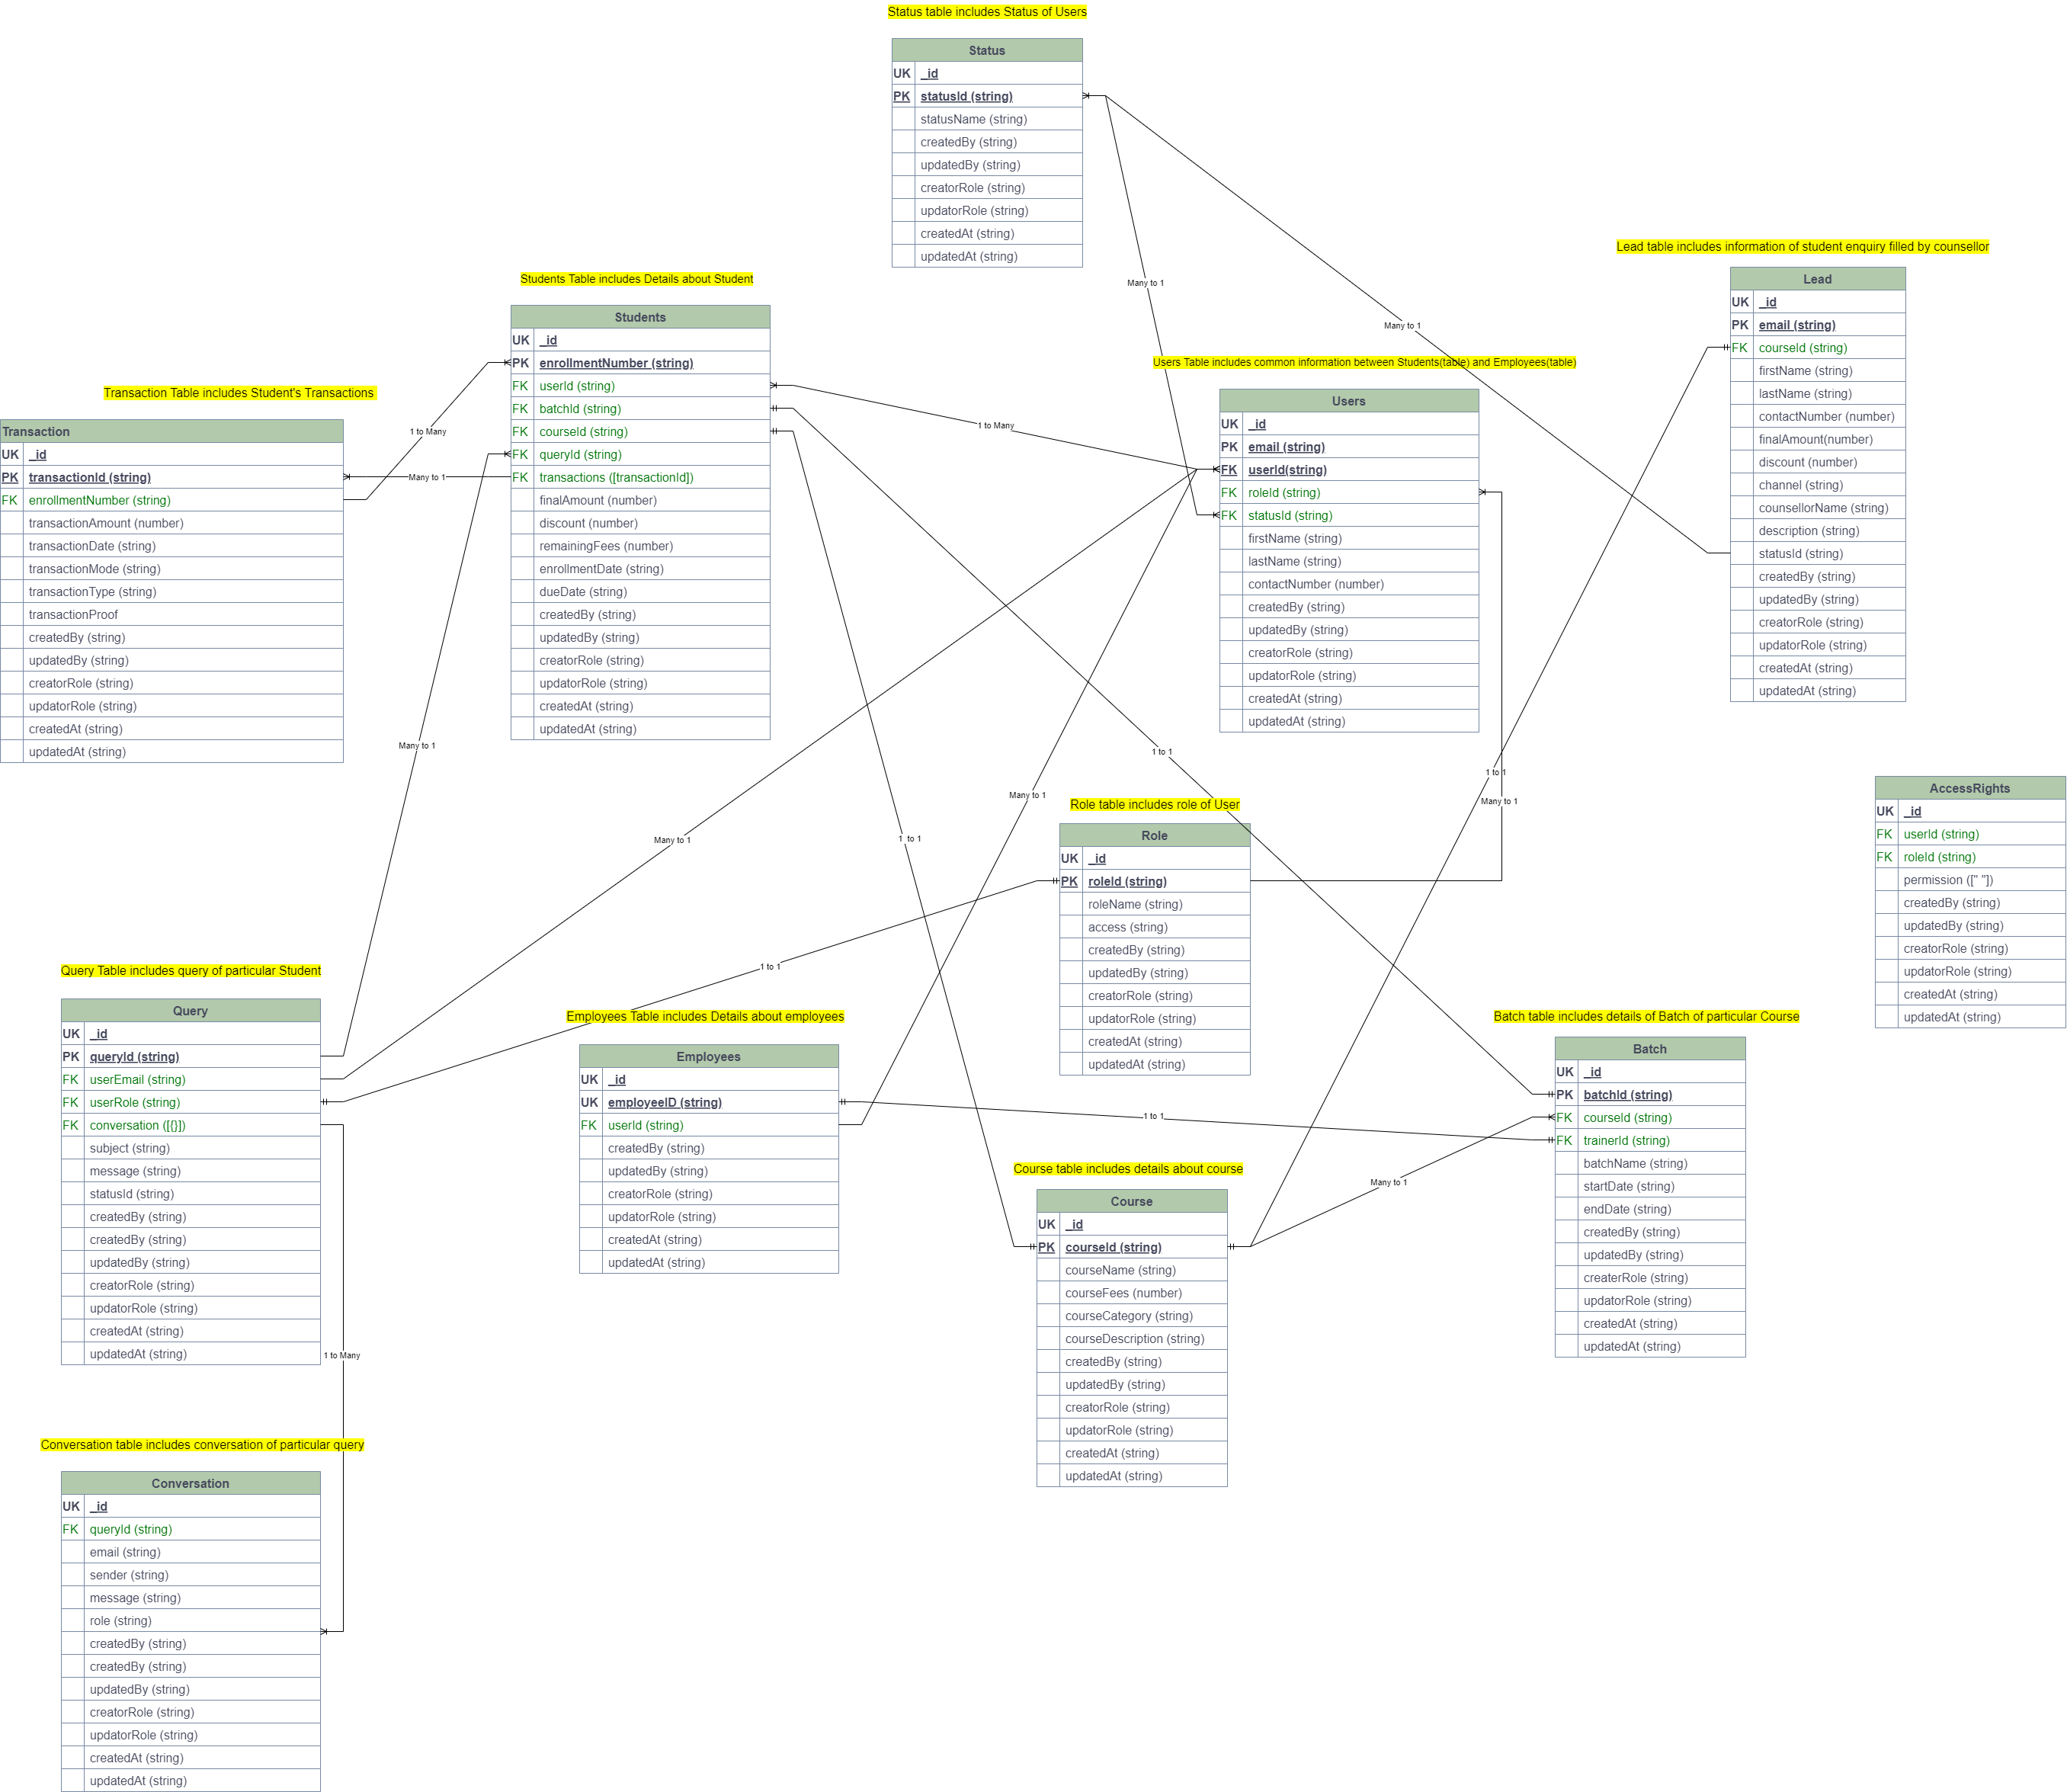 Status table includes Status of Users
Status
UK _id
PK statusId (string)
statusName (string)
createdBy (string)
updatedBy (string)
creatorRole (string)
updatorRole (string)
createdAt (string)
updatedAt (string)
Many to 1
Many to 1
Lead table includes information of student enquiry filled by counsellor
Lead
UK _id
PK email (string)
FK courseId (string)
firstName (string)
lastName (string)
contactNumber (number)
finalAmount(number)
discount (number)
channel (string)
counsellorName (string)
description (string)
statusId (string)
createdBy (string)
updatedBy (string)
creatorRole (string)
updatorRole (string)
createdAt (string)
updatedAt (string)
Students Table includes Details about Student
Students
UK _id
PK enrollmentNumber (string)
FK userId (string)
FK batchId (string)
FK courseId (string)
FK queryId (string)
FK transactions ([transactionId])
finalAmount (number)
discount (number)
remainingFees (number)
enrollmentDate (string)
dueDate (string)
createdBy (string)
updatedBy (string)
creatorRole (string)
updatorRole (string)
createdAt (string)
updatedAt (string)
Users Table includes common information between Students(table) and Employees(table)
Users
UK _id
PK email (string)
FK userId(string)
FK roleId (string)
FK statusId (string)
firstName (string)
lastName (string)
contactNumber (number)
createdBy (string)
updatedBy (string)
creatorRole (string)
updatorRole (string)
createdAt (string)
updatedAt (string)
Transaction Table includes Student's Transactions
Transaction
UK _id
PK transactionId (string)
FK enrollmentNumber (string)
transactionAmount (number)
transactionDate (string)
transactionMode (string)
transactionType (string)
transactionProof
createdBy (string)
updatedBy (string)
creatorRole (string)
updatorRole (string)
createdAt (string)
updatedAt (string)
1 to Many
Many to 1
1 to Many
Many to 1
1 to 1
1 to 1
Many to 1
Many to 1
Many to 1
1 to 1
1 to 1
AccessRights
UK _id
FK userId (string)
FK roleId (string)
permission ([" "])
createdBy (string)
updatedBy (string)
creatorRole (string)
updatorRole (string)
createdAt (string)
updatedAt (string)
Role table includes role of User
Role
UK _id
PK roleId (string)
roleName (string)
access (string)
createdBy (string)
updatedBy (string)
creatorRole (string)
updatorRole (string)
createdAt (string)
updatedAt (string)
Query Table includes query of particular Student
Query
UK _id
PK queryId (string)
FK userEmail (string)
FK userRole (string)
FK conversation ([{}])
subject (string)
message (string)
statusId (string)
createdBy (string)
createdBy (string)
updatedBy (string)
creatorRole (string)
updatorRole (string)
createdAt (string)
updatedAt (string)
Employees Table includes Details about employees
Employees
UK _id
UK employeeID (string)
FK userId (string)
createdBy (string)
updatedBy (string)
creatorRole (string)
updatorRole (string)
createdAt (string)
updatedAt (string)
1 to 1
Many to 1
Batch table includes details of Batch of particular Course
Batch
UK _id
PK batchId (string)
FK courseId (string)
FK trainerId (string)
batchName (string)
startDate (string)
endDate (string)
createdBy (string)
updatedBy (string)
createrRole (string)
updatorRole (string)
createdAt (string)
updatedAt (string)
Course table includes details about course
Course
UK _id
PK courseId (string)
courseName (string)
courseFees (number)
courseCategory (string)
courseDescription (string)
createdBy (string)
updatedBy (string)
creatorRole (string)
updatorRole (string)
createdAt (string)
updatedAt (string)
1 to Many
Conversation table includes conversation of particular query
Conversation
UK _id
FK queryId (string)
email (string)
sender (string)
message (string)
role (string)
createdBy (string)
createdBy (string)
updatedBy (string)
creatorRole (string)
updatorRole (string)
createdAt (string)
updatedAt (string)